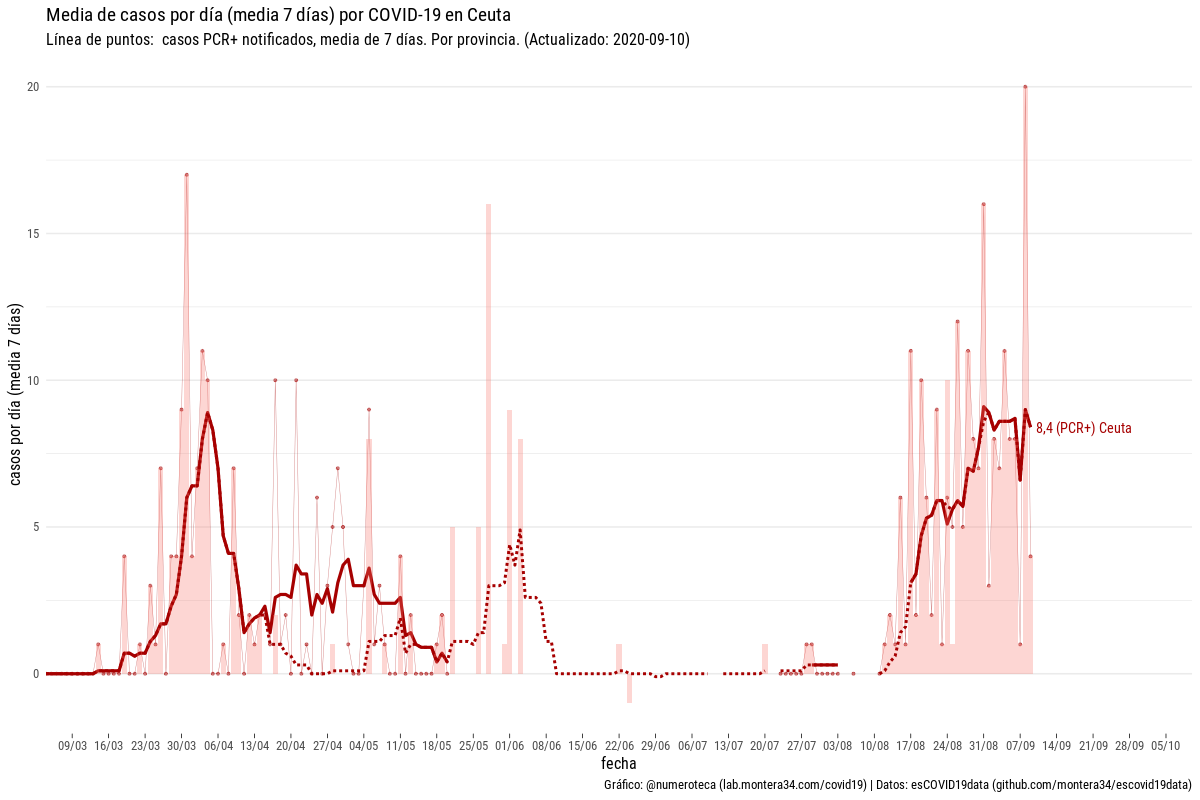 Media de casos por día (media 7 días) por COVID-19 en Ceuta
Línea de puntos:  casos PCR+ notificados, media de 7 días. Por provincia. (Actualizado: 2020-09-10)
casos por día (media 7 días)
20
15
10
5
0
8,4 (PCR+) Ceuta
09/03 16/03 23/03 30/03 06/04 13/04 20/04 27/04 04/05 11/05 18/05 25/05 01/06 08/06 15/06 22/06 29/06 06/07 13/07 20/07 27/07 03/08 10/08 17/08 24/08 31/08 07/09 14/09 21/09 28/09 05/10
fecha
Gráfico: @numeroteca (lab.montera34.com/covid19) | Datos: esCOVID19data (github.com/montera34/escovid19data)